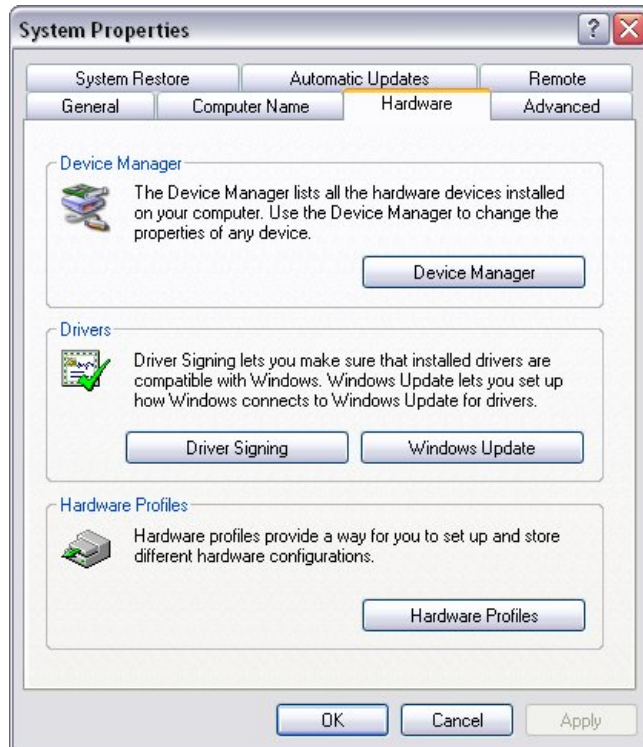 System Properties
?
System Restore Automatic Updates Remote
General Computer Name Hardware Advanced
Device Manager
The Device Manager lists all the hardware devices installed
on your computer. Use the Device Manager to change the
properties of any device.
Device Manager
Drivers
Driver Signing lets you make sure that installed drivers are
compatible with Windows. Windows Update lets you set up
how Windows connects to Windows Update for drivers.
Driver Signing Windows Update
Hardware Profiles
Hardware profiles provide a way for you to set up and store
different hardware configurations.
Hardware Profiles
OK Cancel Apply